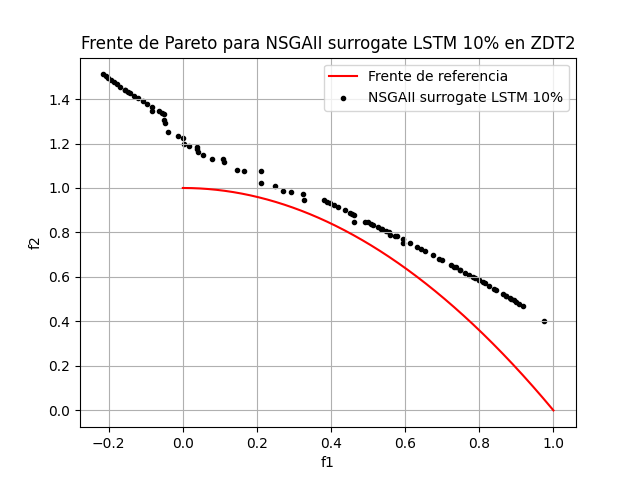 Frente de Pareto para NSGAII surrogate LSTM 10% en ZDT2
Frente de referencia
NSGAII surrogate LSTM 10%
f2
1.4
1.2
1.0
0.8
0.6
0.4
0.2
0.0
−0.2 0.0 0.2 0.4 0.6 0.8 1.0
f1